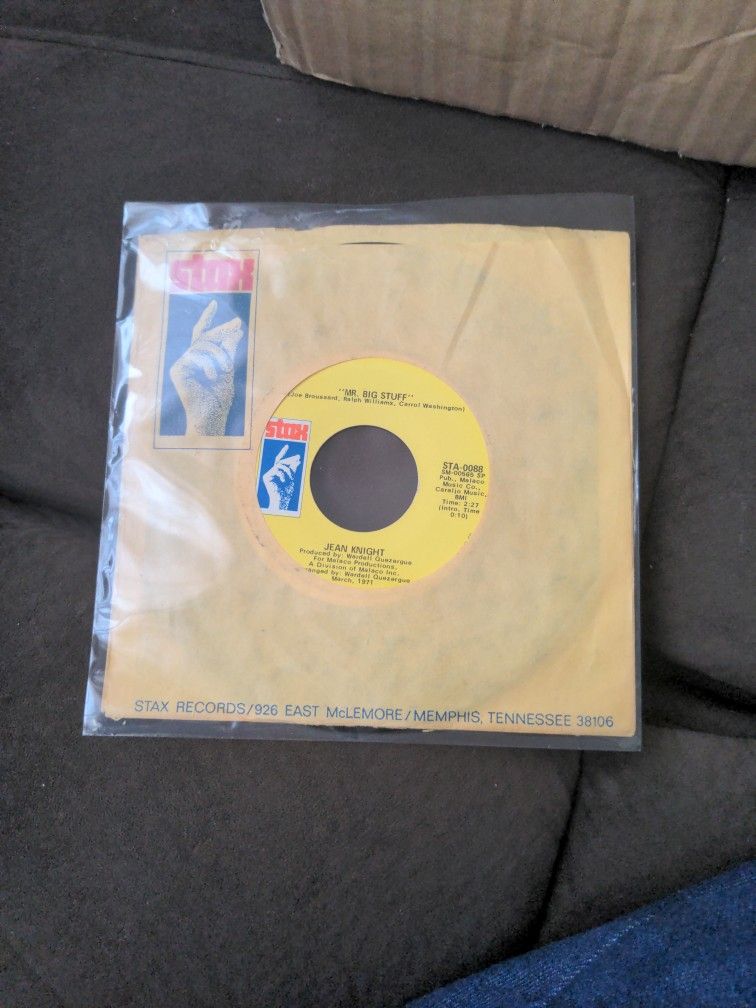 stax
"MR. BIG STUFF"
(Joe Broussard, Ralph Williams, Carrol Washington)
stax
STA-0088
SM-00665 SP
Pub., Malaco
Music Co.,
Caraljo Music,
BMI
Time: 2:27
(Intro. Time
0:10)
JEAN KNIGHT
Produced by: Wardell Quezergue
For Malaco Productions,
A Division of Malaco Inc.
ranged by: Wardell Quezergue
March, 1971
STAX RECORDS/926 EAST McLEMORE/MEMPHIS, TENNESSEE 38106